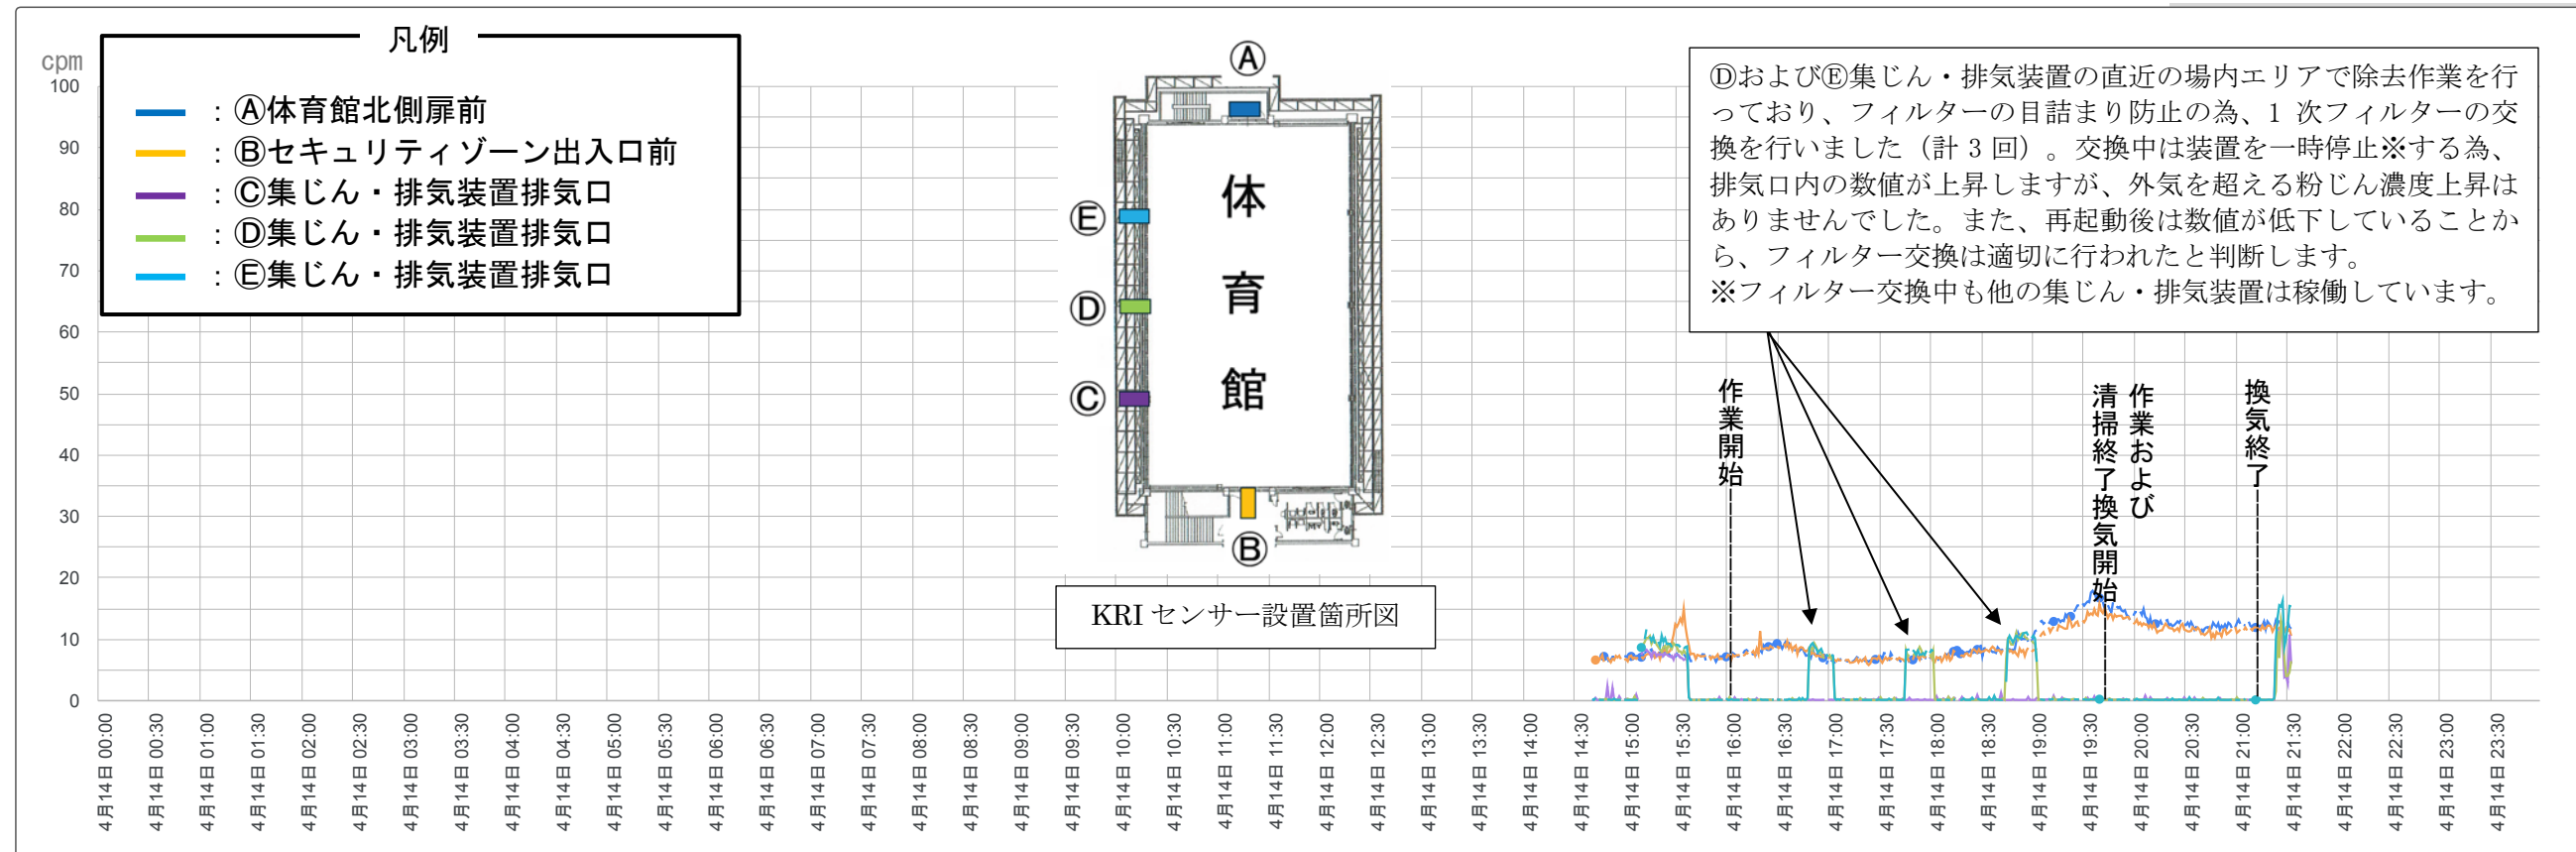 凡例
cpm
:Ⓐ体育館北側扉前
:Ⓑセキュリティゾーン出入口前
:Ⓒ集じん・排気装置排気口
:Ⓓ集じん・排気装置排気口
:Ⓔ集じん・排気装置排気口
100
90
80
70
60
50
40
30
20
10
0
Ⓐ
Ⓔ
Ⓓ
Ⓒ
Ⓑ
体育館
KRIセンサー設置箇所図
ⒹおよびⒺ集じん・排気装置の直近の場内エリアで除去作業を行
っており、フィルターの目詰まり防止の為、1 次フィルターの交
換を行いました（計 3 回）。交換中は装置を一時停止※する為、
排気口内の数値が上昇しますが、外気を超える粉じん濃度上昇は
ありませんでした。また、再起動後は数値が低下していることか
ら、フィルター交換は適切に行われたと判断します。
※フィルター交換中も他の集じん・排気装置は稼働しています。
作業開始
作業および
清掃終了換気開始
換気終了
4月14日 00:00
4月14日 00:30
4月14日 01:00
4月14日 01:30
4月14日 02:00
4月14日 02:30
4月14日 03:00
4月14日 03:30
4月14日 04:00
4月14日 04:30
4月14日 05:00
4月14日 05:30
4月14日 06:00
4月14日 06:30
4月14日 07:00
4月14日 07:30
4月14日 08:00
4月14日 08:30
4月14日 09:00
4月14日 09:30
4月14日 10:00
4月14日 10:30
4月14日 11:00
4月14日 11:30
4月14日 12:00
4月14日 12:30
4月14日 13:00
4月14日 13:30
4月14日 14:00
4月14日 14:30
4月14日 15:00
4月14日 15:30
4月14日 16:00
4月14日 16:30
4月14日 17:00
4月14日 17:30
4月14日 18:00
4月14日 18:30
4月14日 19:00
4月14日 19:30
4月14日 20:00
4月14日 20:30
4月14日 21:00
4月14日 21:30
4月14日 22:00
4月14日 22:30
4月14日 23:00
4月14日 23:30